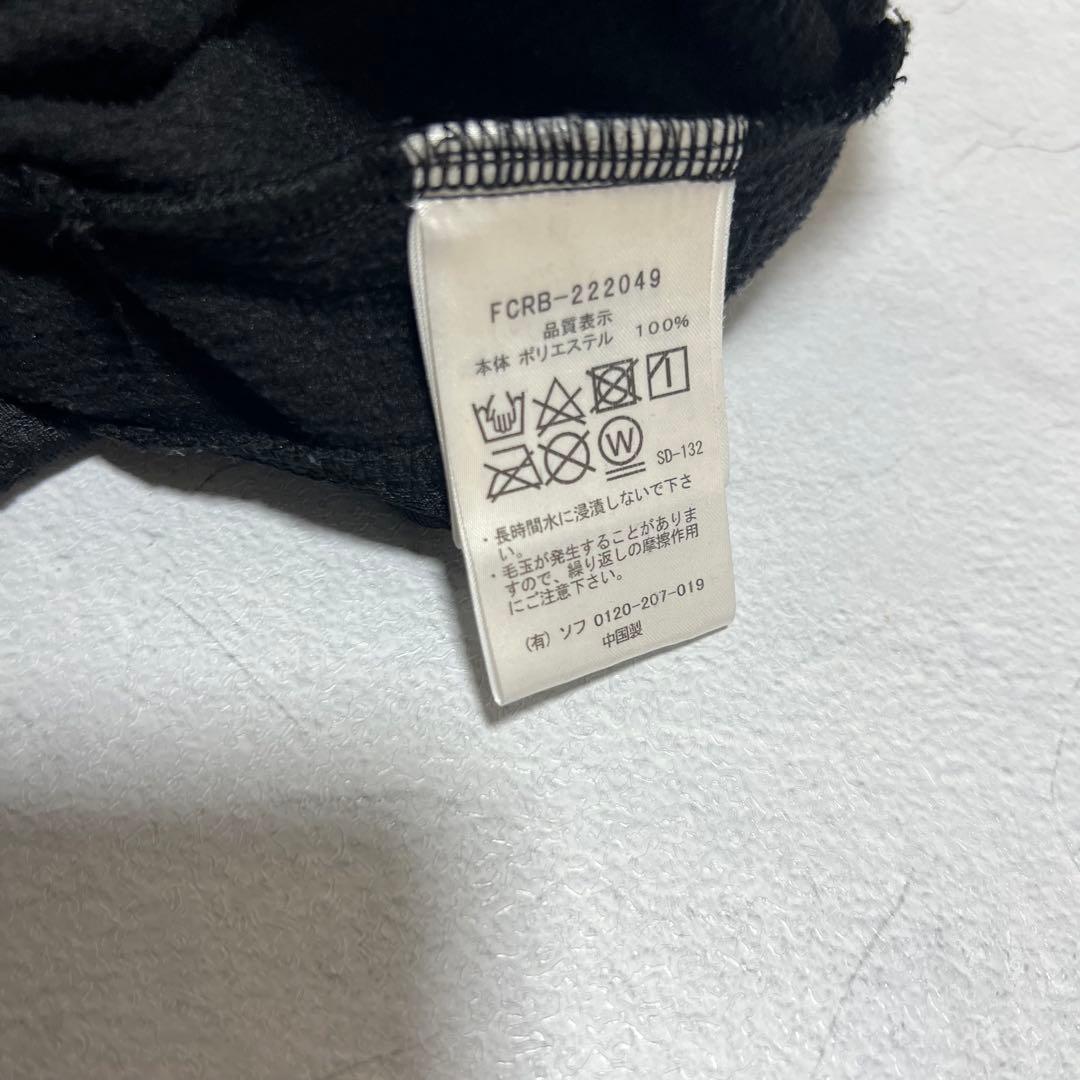 FCRB-222049
品質表示
本体 ポリエステル 100%
W
SD-132
・長時間水に浸漬しないで下さ
い。
・毛玉が発生することがありま
すので、繰り返しの摩擦作用
にご注意下さい。
(有) ソフ 0120-207-019
中国製